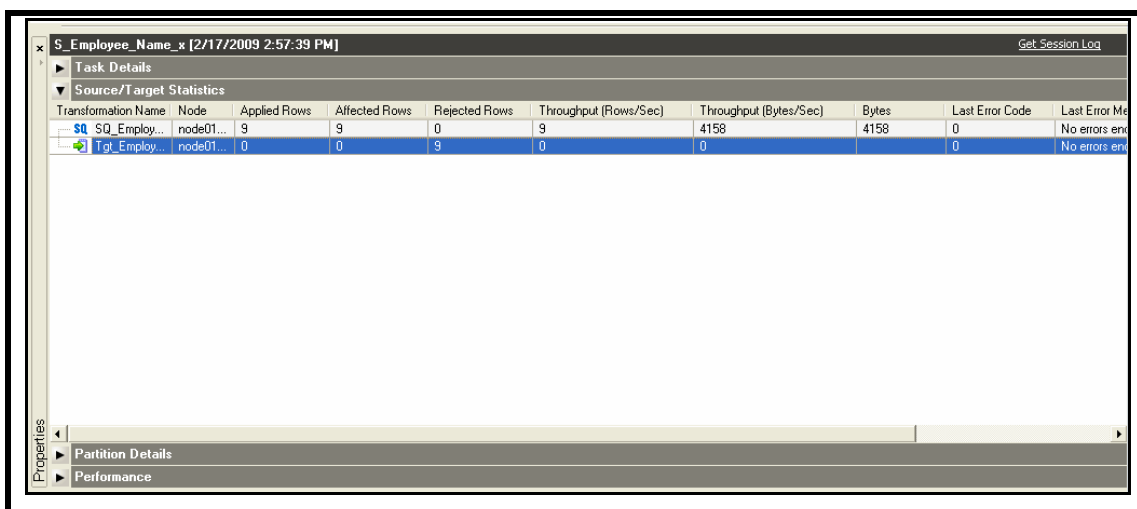 S_Employee_Name_x [2/17/2009 2:57:39 PM] Get Session Log
Task Details
Source/Target Statistics
Transformation Name Node Applied Rows Affected Rows Rejected Rows Throughput (Rows/Sec) Throughput (Bytes/Sec) Bytes Last Error Code Last Error Me
SQ SQ_Employ... node01... 9 9 0 9 4158 4158 0 No errors enc
Tgt_Employ... node01... 0 0 9 0 0 0 No errors enc
Properties
Partition Details
Performance